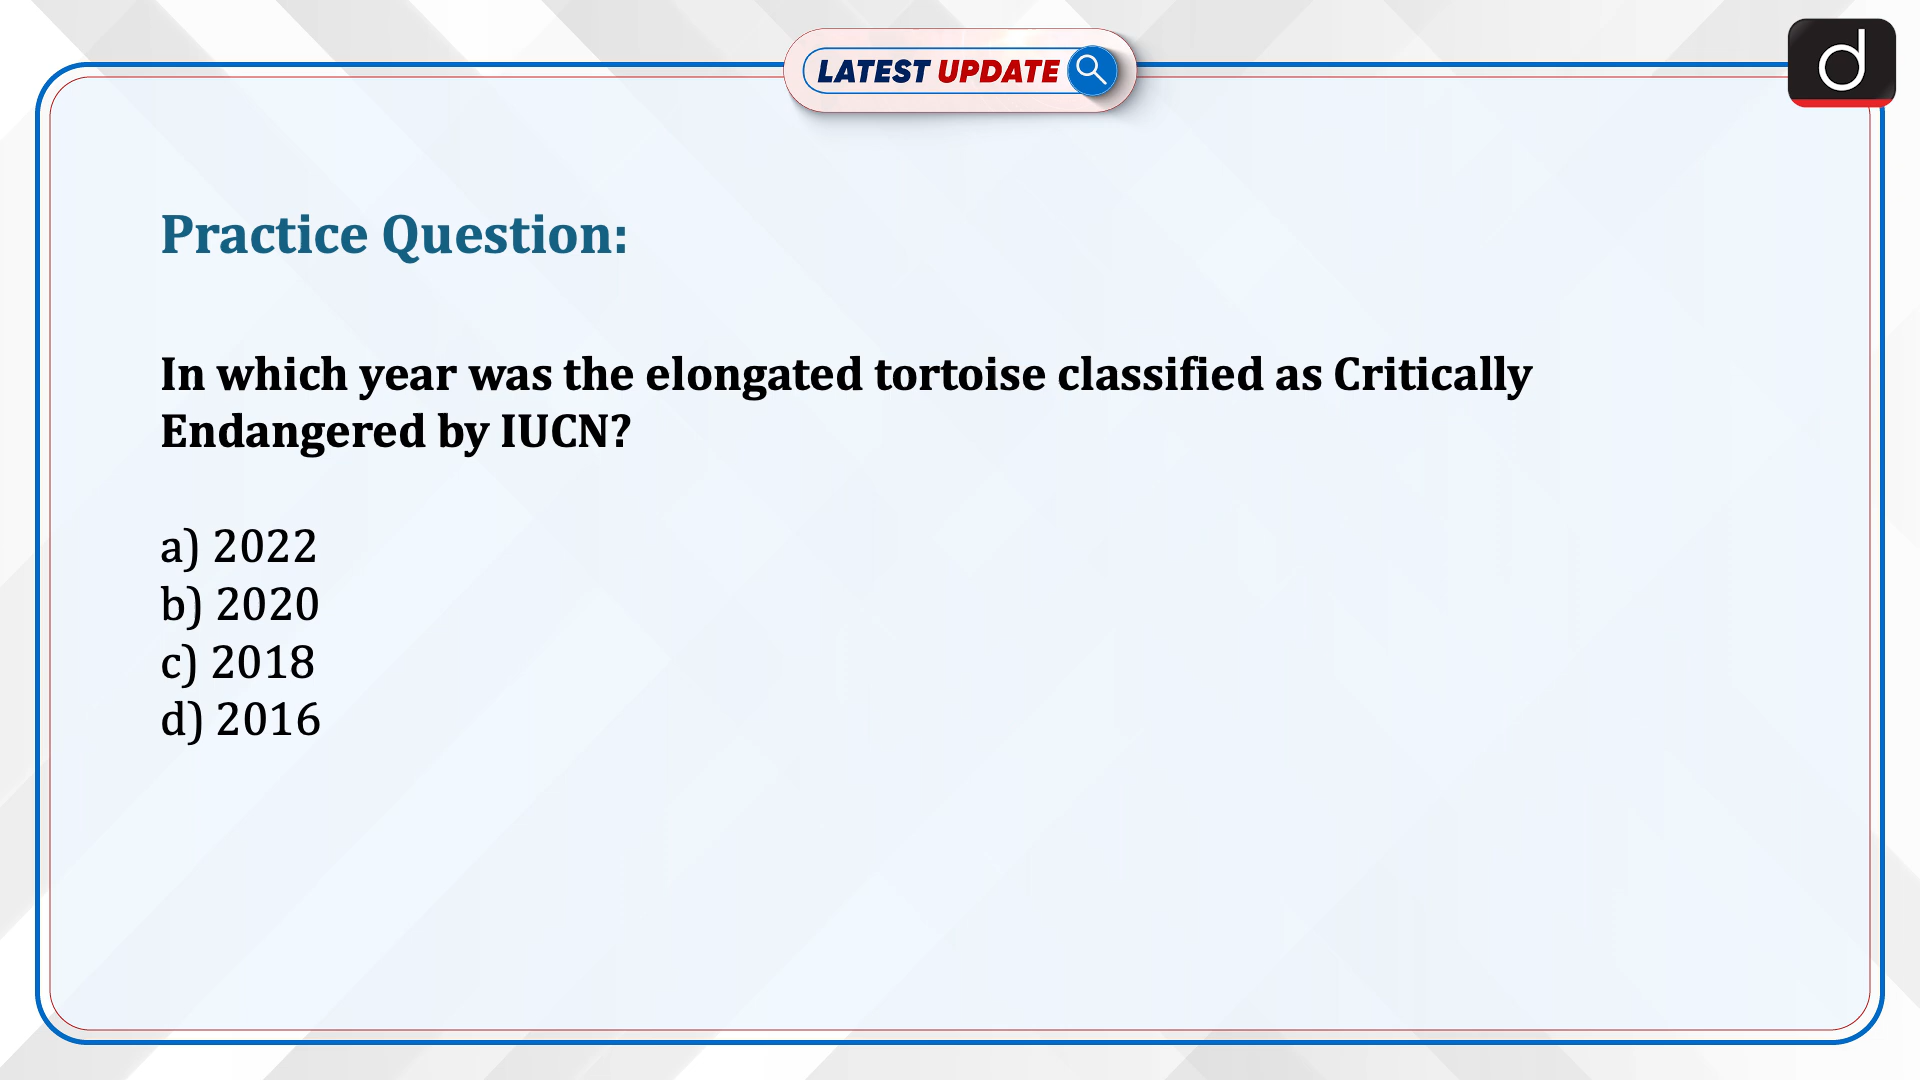 LATEST UPDATE
d
Practice Question:
In which year was the elongated tortoise classified as Critically
Endangered by IUCN?
a) 2022
b) 2020
c) 2018
d) 2016